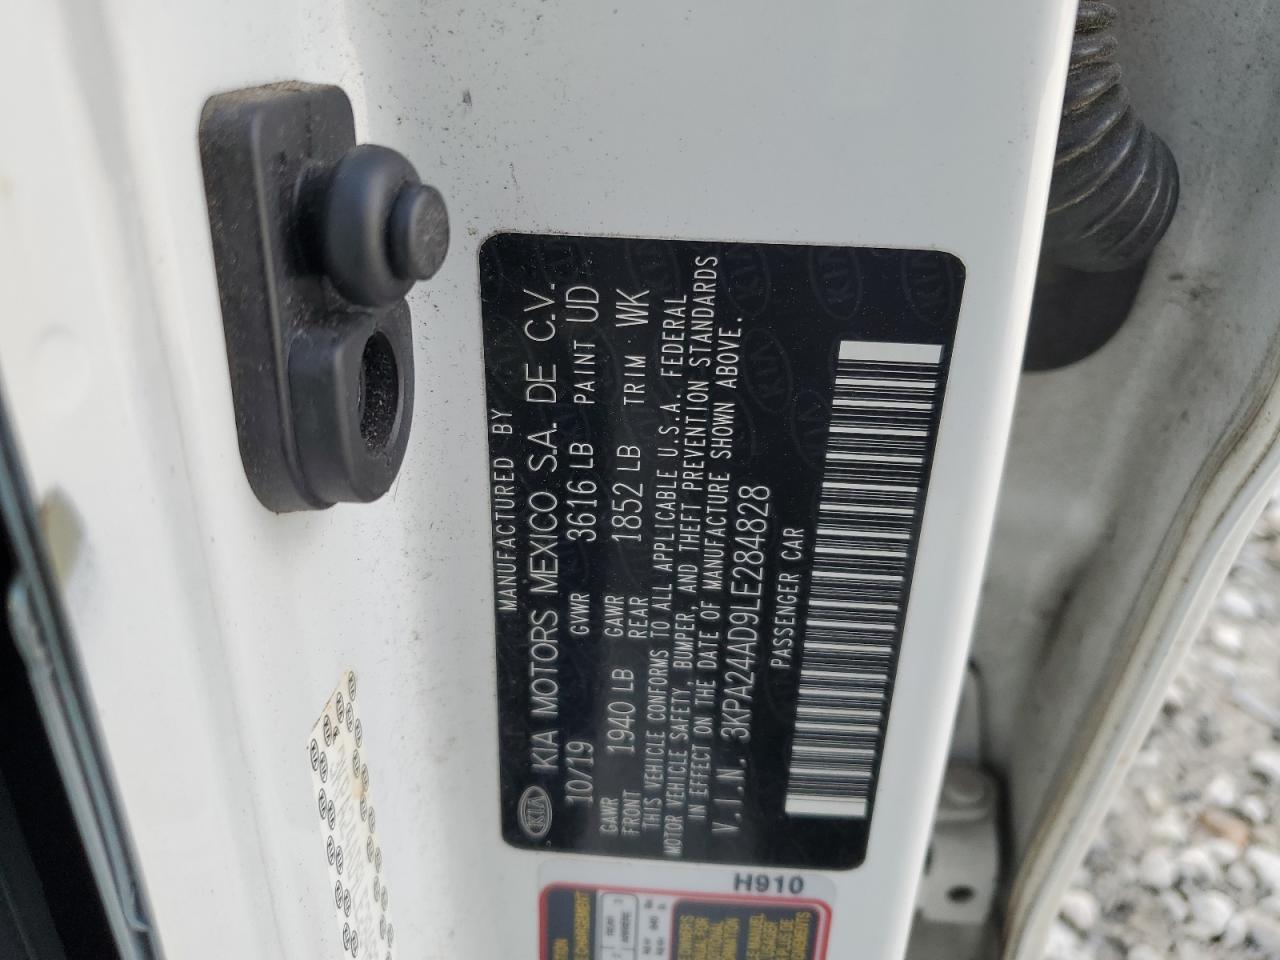 MANUFACTURED BY
KIA KIA MOTORS MEXICO S.A. DE C.V.
10/19 GVWR 3616 LB PAINT UD
GAWR FRONT 1940 LB GAWR REAR 1852 LB TRIM WK
THIS VEHICLE CONFORMS TO ALL APPLICABLE U.S.A. FEDERAL
MOTOR VEHICLE SAFETY, BUMPER, AND THEFT PREVENTION STANDARDS
IN EFFECT ON THE DATE OF MANUFACTURE SHOWN ABOVE.
V.I.N. 3KPA24AD9LE284828
PASSENGER CAR
H910